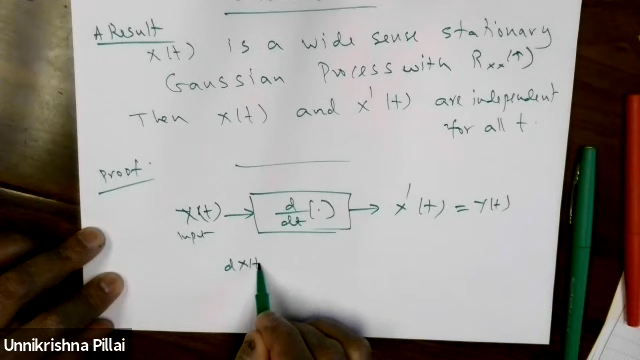 A Result
X(t) is a wide sense stationary
Gaussian Process with Rxx(τ)
Then X(t) and X'(t) are independent
for all t.
Proof:
X(t) → d/dt (·) → X'(t) = Y(t)
input
dX(t
Unnikrishna Pillai